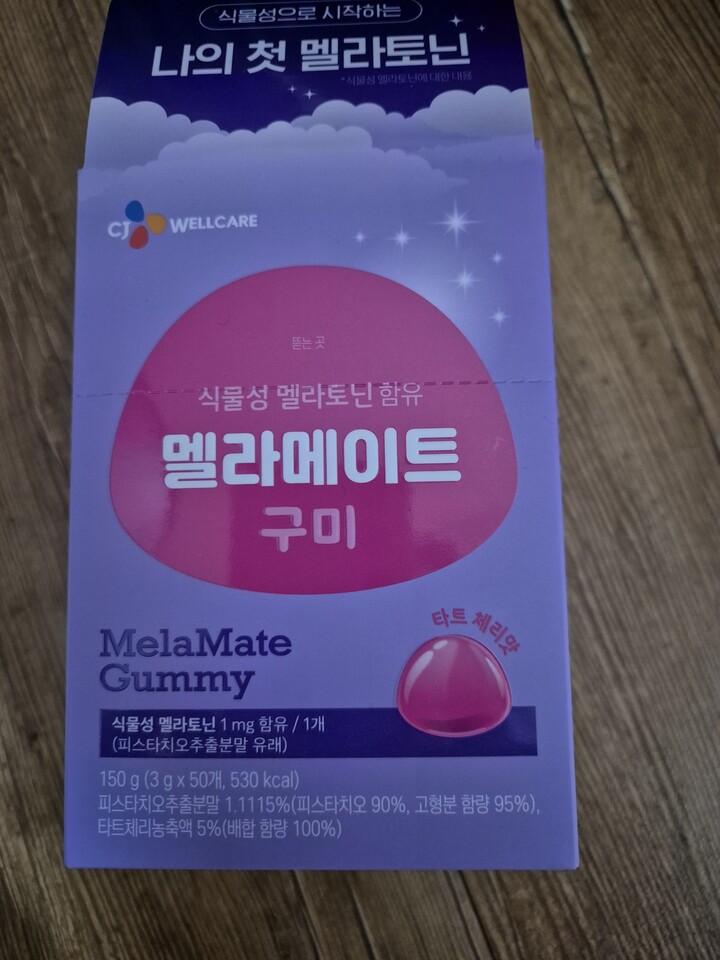 식물성으로 시작하는
나의 첫 멜라토닌
*식물성 멜라토닌에 대한 내용
CJ WELLCARE
뜯는 곳
식물성 멜라토닌 함유
멜라메이트
구미
타트 체리맛
MelaMate
Gummy
식물성 멜라토닌 1 mg 함유 / 1개
(피스타치오추출분말 유래)
150 g (3 g x 50개, 530 kcal)
피스타치오추출분말 1.1115%(피스타치오 90%, 고형분 함량 95%),
타트체리농축액 5%(배합 함량 100%)